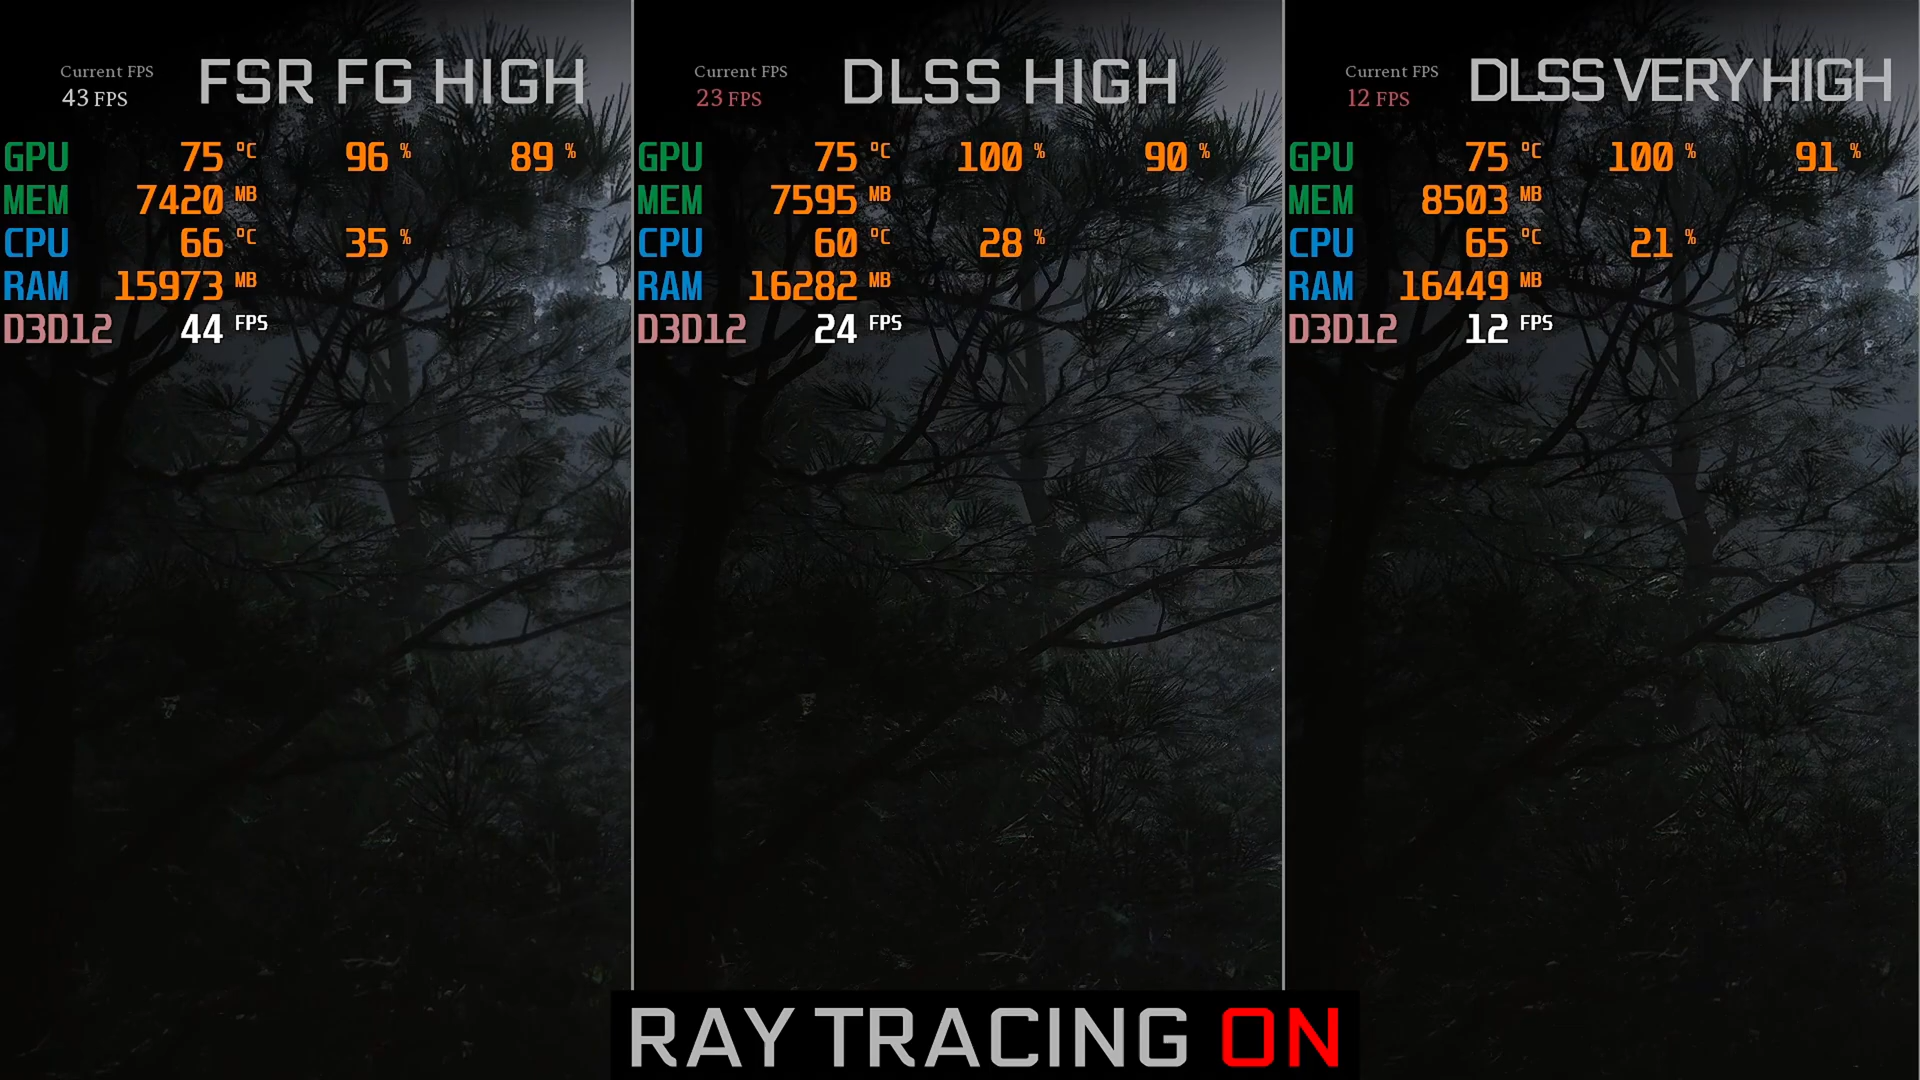 Current FPS
43 FPS
FSR FG HIGH
GPU 75 °C 96 % 89 %
MEM 7420 MB
CPU 66 °C 35 %
RAM 15973 MB
D3D12 44 FPS
Current FPS
23 FPS
DLSS HIGH
GPU 75 °C 100 % 90 %
MEM 7595 MB
CPU 60 °C 28 %
RAM 16282 MB
D3D12 24 FPS
Current FPS
12 FPS
DLSS VERY HIGH
GPU 75 °C 100 % 91 %
MEM 8503 MB
CPU 65 °C 21 %
RAM 16449 MB
D3D12 12 FPS
RAY TRACING ON